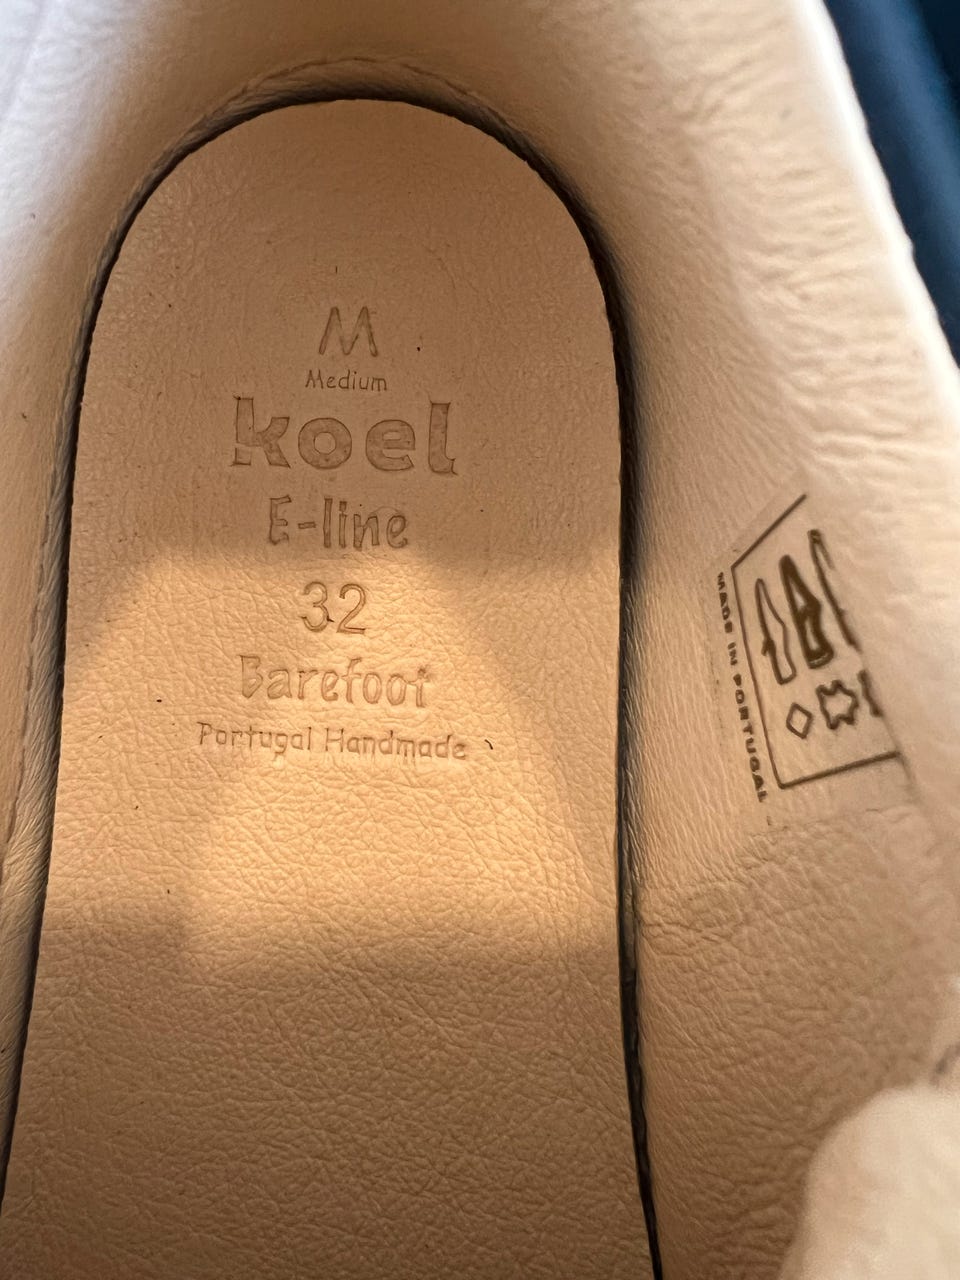 M
Medium
koel
E-line
32
Barefoot
Portugal Handmade
MADE IN PORTUGAL